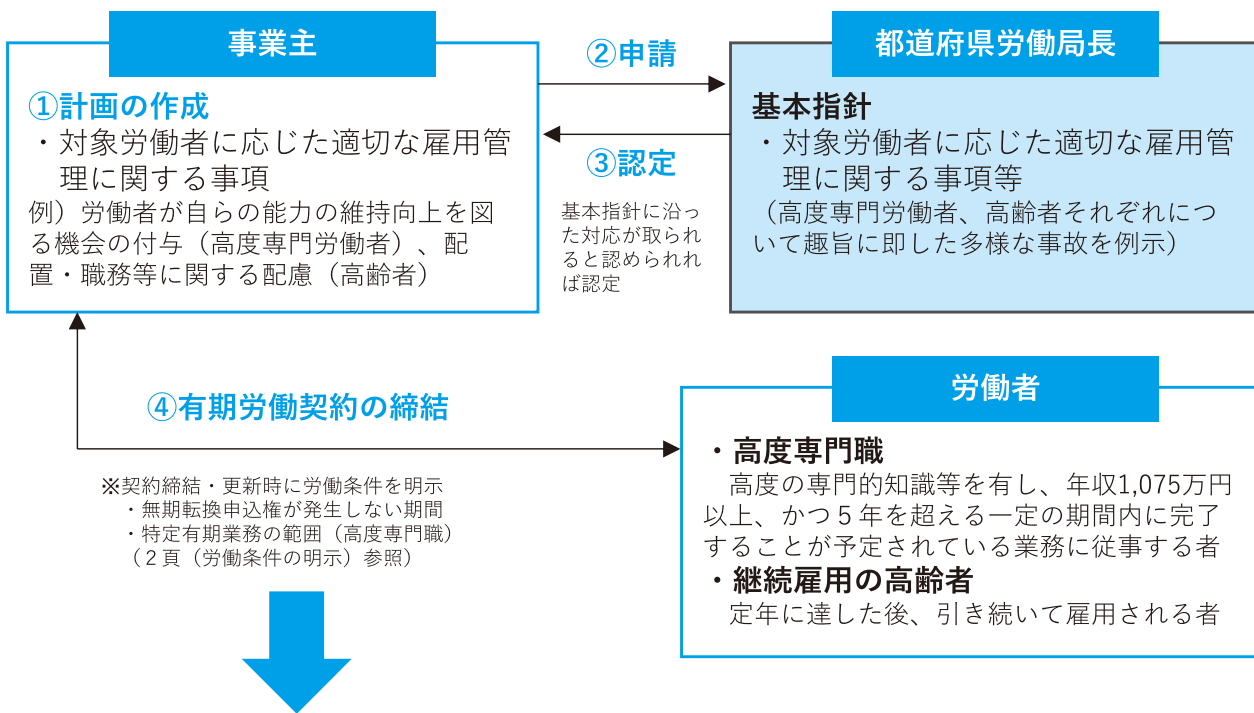 事業主
①計画の作成
・対象労働者に応じた適切な雇用管
理に関する事項
例）労働者が自らの能力の維持向上を図
る機会の付与（高度専門労働者）、配
置・職務等に関する配慮（高齢者）
②申請
③認定
基本指針に沿っ
た対応が取られ
ると認められれ
ば認定
都道府県労働局長
基本指針
・対象労働者に応じた適切な雇用管
理に関する事項等
（高度専門労働者、高齢者それぞれにつ
いて趣旨に即した多様な事故を例示）
④有期労働契約の締結
※契約締結・更新時に労働条件を明示
・無期転換申込権が発生しない期間
・特定有期業務の範囲（高度専門職）
（２頁（労働条件の明示）参照）
労働者
・高度専門職
高度の専門的知識等を有し、年収1,075万円
以上、かつ５年を超える一定の期間内に完了
することが予定されている業務に従事する者
・継続雇用の高齢者
定年に達した後、引き続いて雇用される者